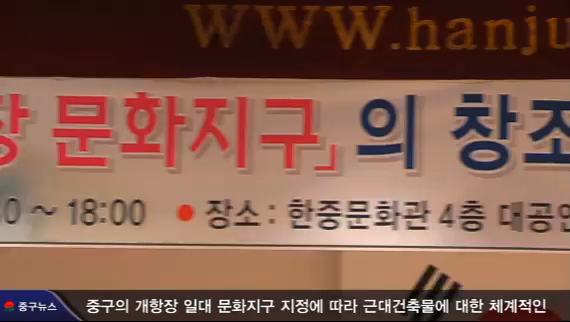 WWW.hanju
장 문화지구」의 창조
0 ~ 18:00 ● 장소 : 한중문화관 4층 대공연
중구뉴스 중구의 개항장 일대 문화지구 지정에 따라 근대건축물에 대한 체계적인